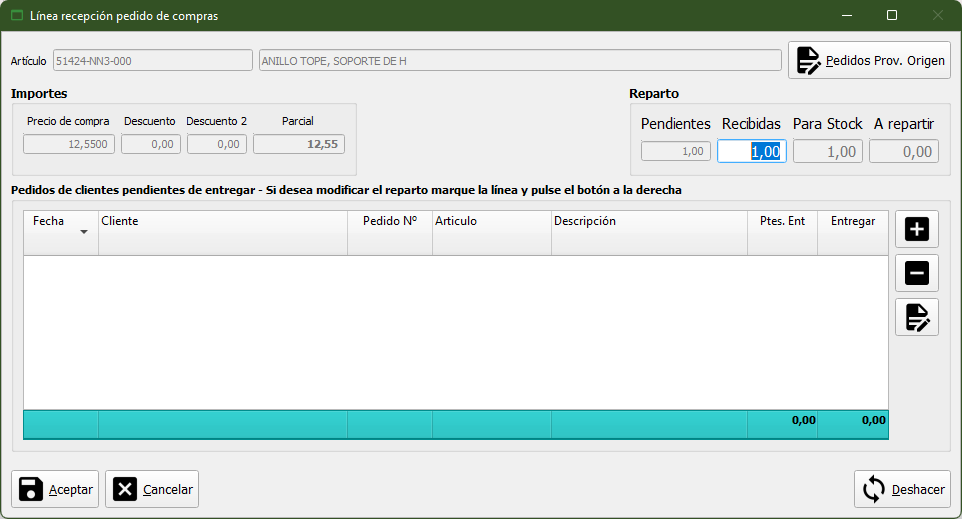 Línea recepción pedido de compras
Artículo 51424-NN3-000 ANILLO TOPE, SOPORTE DE H Pedidos Prov. Origen
Importes
Precio de compra Descuento Descuento 2 Parcial
12,5500 0,00 0,00 12,55
Reparto
Pendientes Recibidas Para Stock A repartir
1,00 1,00 1,00 0,00
Pedidos de clientes pendientes de entregar - Si desea modificar el reparto marque la línea y pulse el botón a la derecha
Fecha Cliente Pedido Nº Articulo Descripción Ptes. Ent Entregar
0,00 0,00
Aceptar Cancelar Deshacer